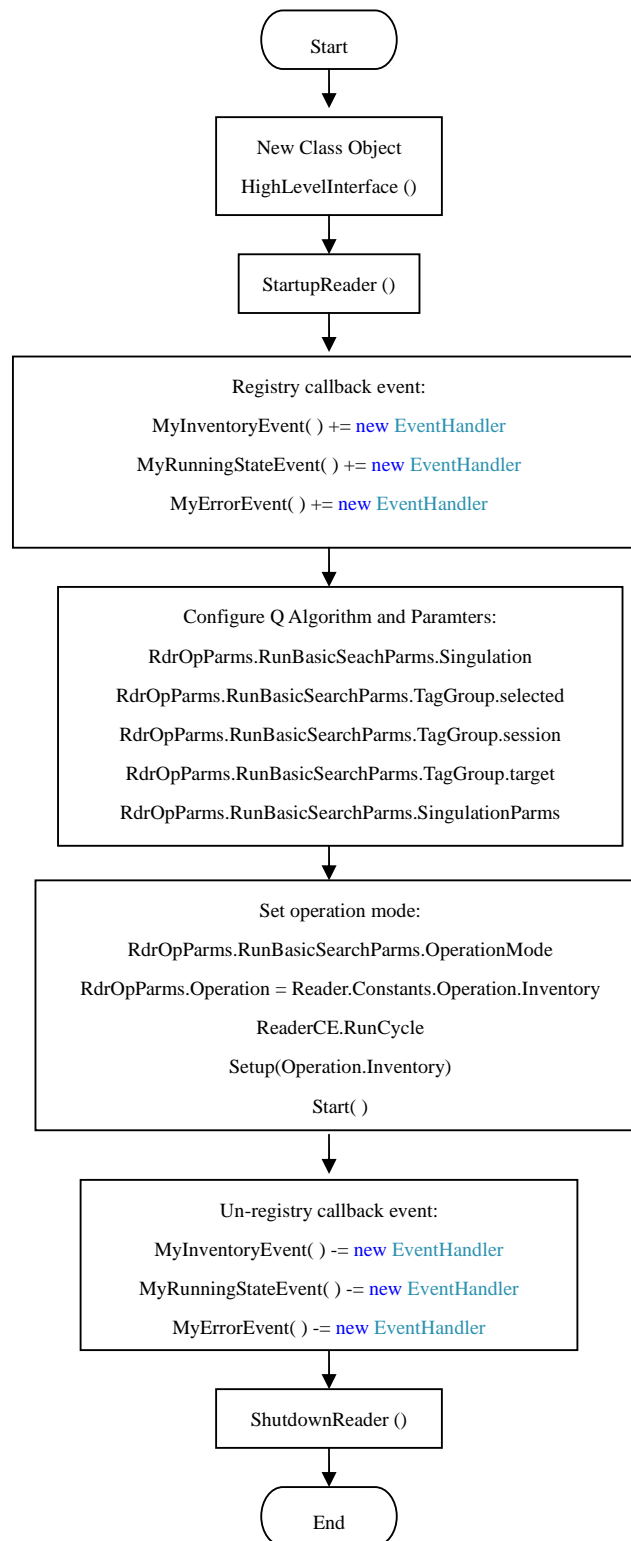 Start
New Class Object
HighLevelInterface ()
StartupReader ()
Registry callback event:
MyInventoryEvent( ) += new EventHandler
MyRunningStateEvent( ) += new EventHandler
MyErrorEvent( ) += new EventHandler
Configure Q Algorithm and Paramters:
RdrOpParms.RunBasicSeachParms.Singulation
RdrOpParms.RunBasicSearchParms.TagGroup.selected
RdrOpParms.RunBasicSearchParms.TagGroup.session
RdrOpParms.RunBasicSearchParms.TagGroup.target
RdrOpParms.RunBasicSearchParms.SingulationParms
Set operation mode:
RdrOpParms.RunBasicSearchParms.OperationMode
RdrOpParms.Operation = Reader.Constants.Operation.Inventory
ReaderCE.RunCycle
Setup(Operation.Inventory)
Start( )
Un-registry callback event:
MyInventoryEvent( ) -= new EventHandler
MyRunningStateEvent( ) -= new EventHandler
MyErrorEvent( ) -= new EventHandler
ShutdownReader ()
End